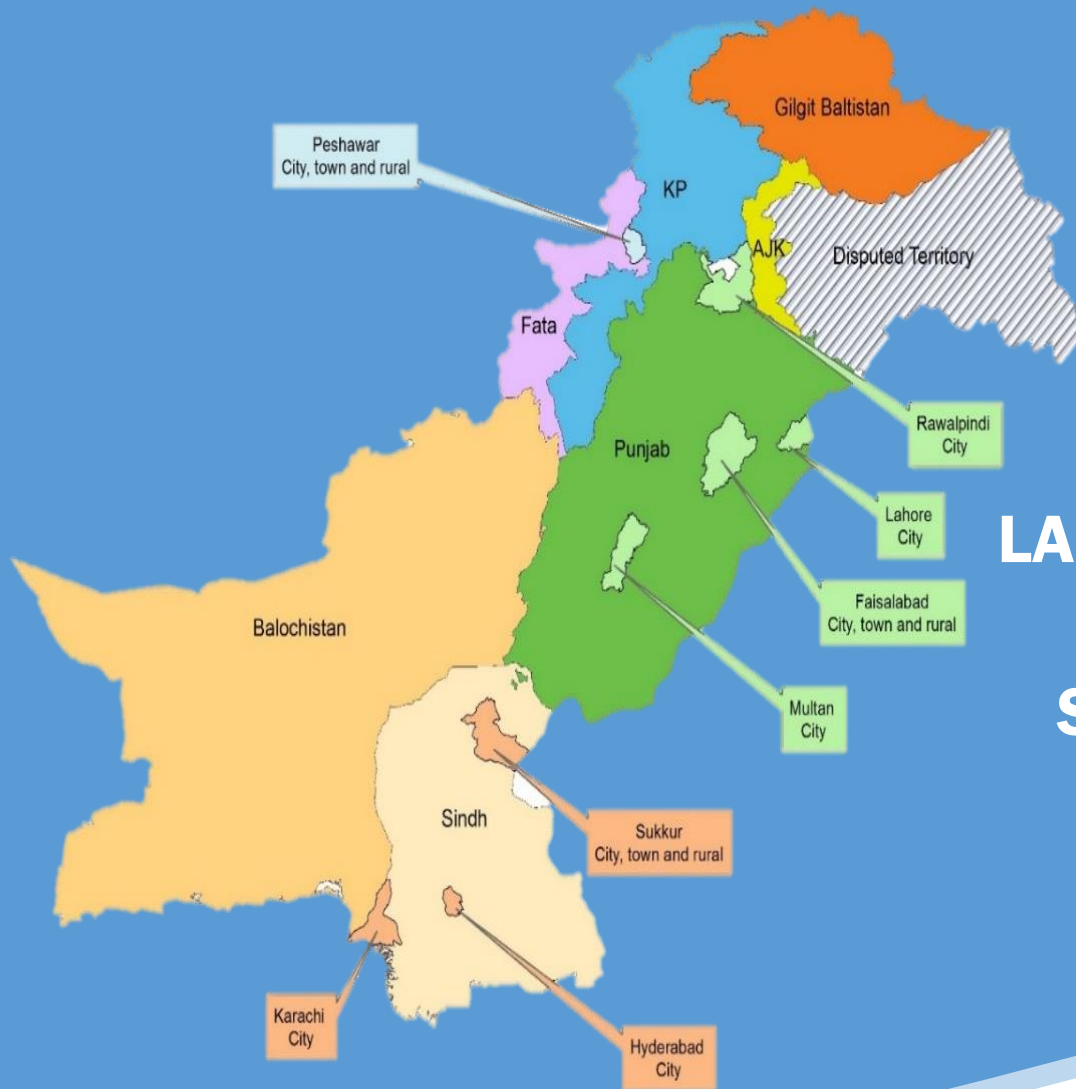 Gilgit Baltistan
Peshawar
City, town and rural
KP
AJK
Disputed Territory
Fata
Rawalpindi
City
Punjab
Lahore
City
LA
Faisalabad
City, town and rural
Balochistan
Multan
City
S
Sindh
Sukkur
City, town and rural
Karachi
City
Hyderabad
City